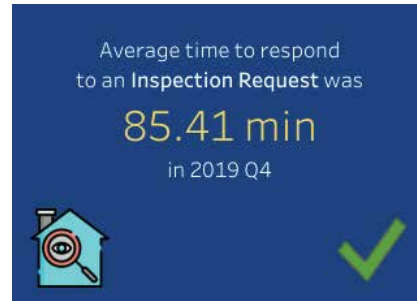 Average time to respond
to an Inspection Request was
85.41 min
in 2019 Q4